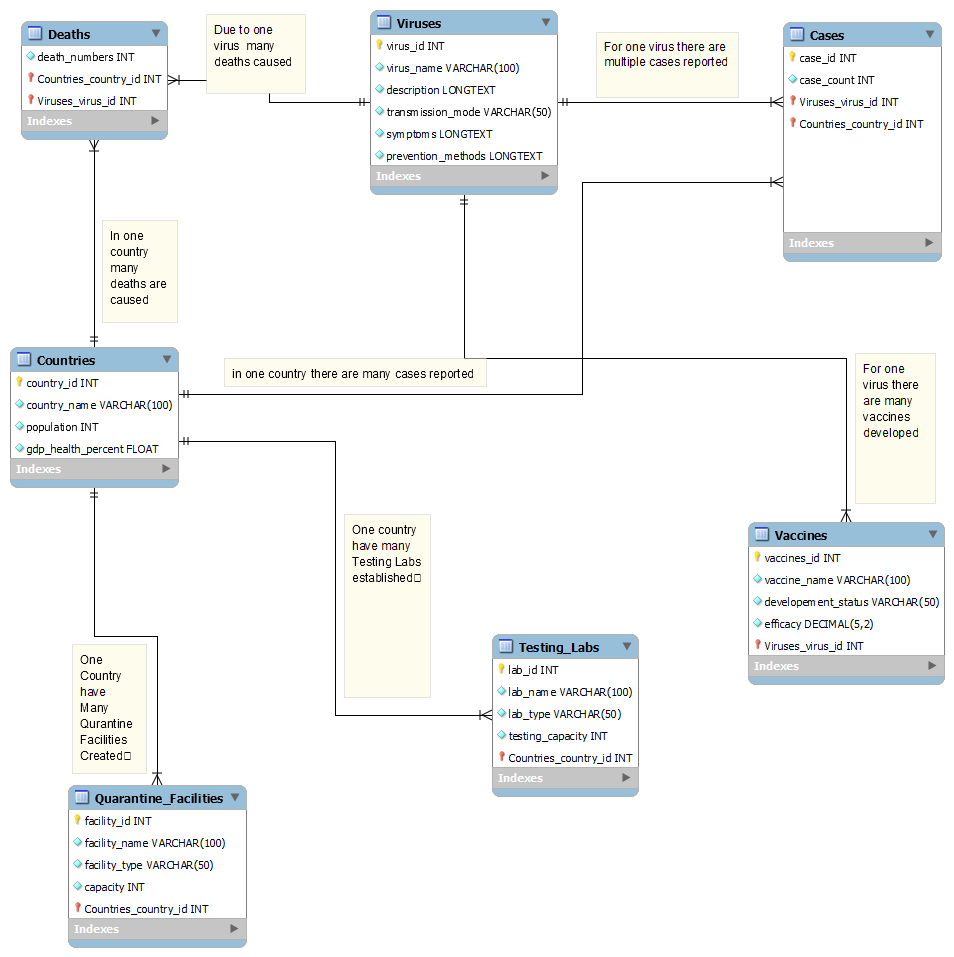 Deaths
death_numbers INT
Countries_country_id INT
Viruses_virus_id INT
Indexes
Due to one
virus many
deaths caused
Viruses
virus_id INT
virus_name VARCHAR(100)
description LONGTEXT
transmission_mode VARCHAR(50)
symptoms LONGTEXT
prevention_methods LONGTEXT
Indexes
For one virus there are
multiple cases reported
Cases
case_id INT
case_count INT
Viruses_virus_id INT
Countries_country_id INT
Indexes
In one
country
many
deaths are
caused
Countries
country_id INT
country_name VARCHAR(100)
population INT
gdp_health_percent FLOAT
Indexes
in one country there are many cases reported
For one
virus there
are many
vaccines
developed
One country
have many
Testing Labs
established
Vaccines
vaccines_id INT
vaccine_name VARCHAR(100)
developement_status VARCHAR(50)
efficacy DECIMAL(5,2)
Viruses_virus_id INT
Indexes
One
Country
have
Many
Qurantine
Facilities
Created
Testing_Labs
lab_id INT
lab_name VARCHAR(100)
lab_type VARCHAR(50)
testing_capacity INT
Countries_country_id INT
Indexes
Quarantine_Facilities
facility_id INT
facility_name VARCHAR(100)
facility_type VARCHAR(50)
capacity INT
Countries_country_id INT
Indexes